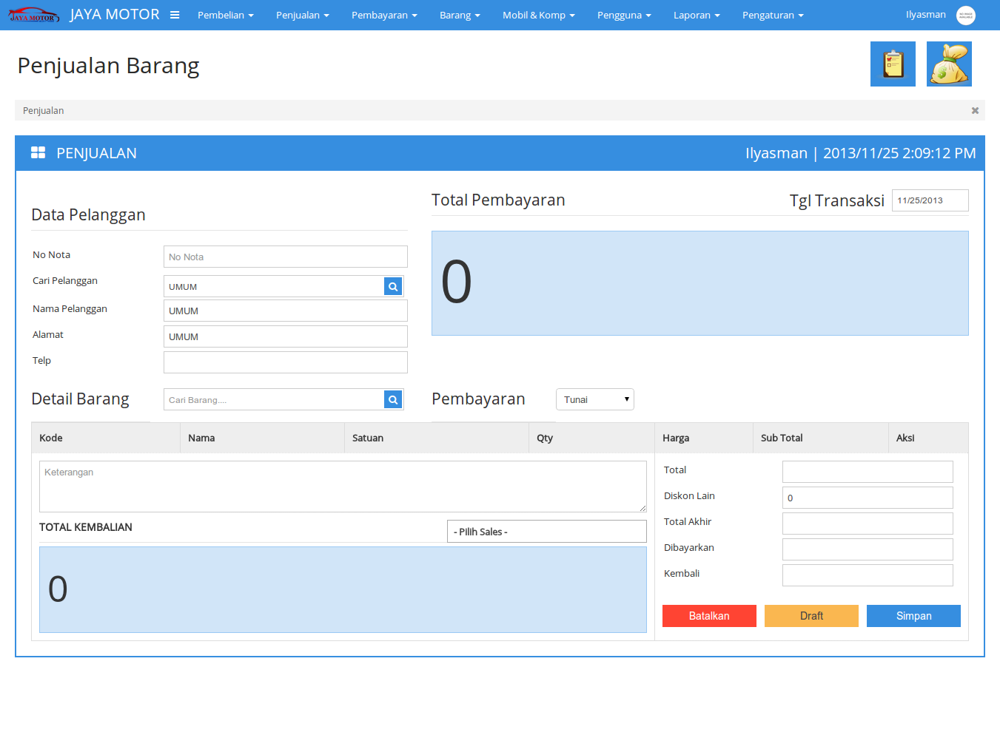 JAYA MOTOR JAYA MOTOR Pembelian Penjualan Pembayaran Barang Mobil & Komp Pengguna Laporan Pengaturan Ilyasman NO IMAGE AVAILABLE
Penjualan Barang
Penjualan
PENJUALAN Ilyasman | 2013/11/25 2:09:12 PM
Total Pembayaran Tgl Transaksi 11/25/2013
Data Pelanggan
0
No Nota No Nota
Cari Pelanggan UMUM
Nama Pelanggan UMUM
Alamat UMUM
Telp
Detail Barang Cari Barang.... Pembayaran Tunai
Kode Nama Satuan Qty Harga Sub Total Aksi
Keterangan
TOTAL KEMBALIAN - Pilih Sales -
0
Total
Diskon Lain 0
Total Akhir
Dibayarkan
Kembali
Batalkan Draft Simpan